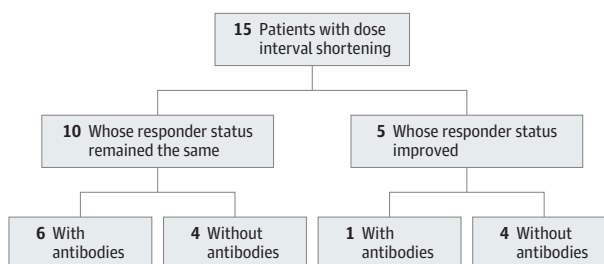 15 Patients with dose
interval shortening
10 Whose responder status
remained the same
5 Whose responder status
improved
6 With
antibodies
4 Without
antibodies
1 With
antibodies
4 Without
antibodies